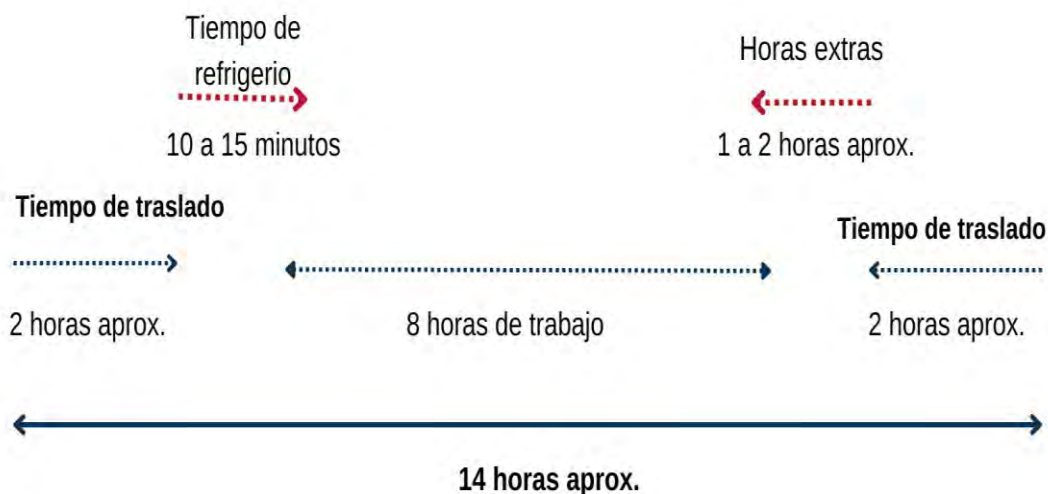 Tiempo de
refrigerio
10 a 15 minutos
Horas extras
1 a 2 horas aprox.
Tiempo de traslado
2 horas aprox.
8 horas de trabajo
Tiempo de traslado
2 horas aprox.
14 horas aprox.